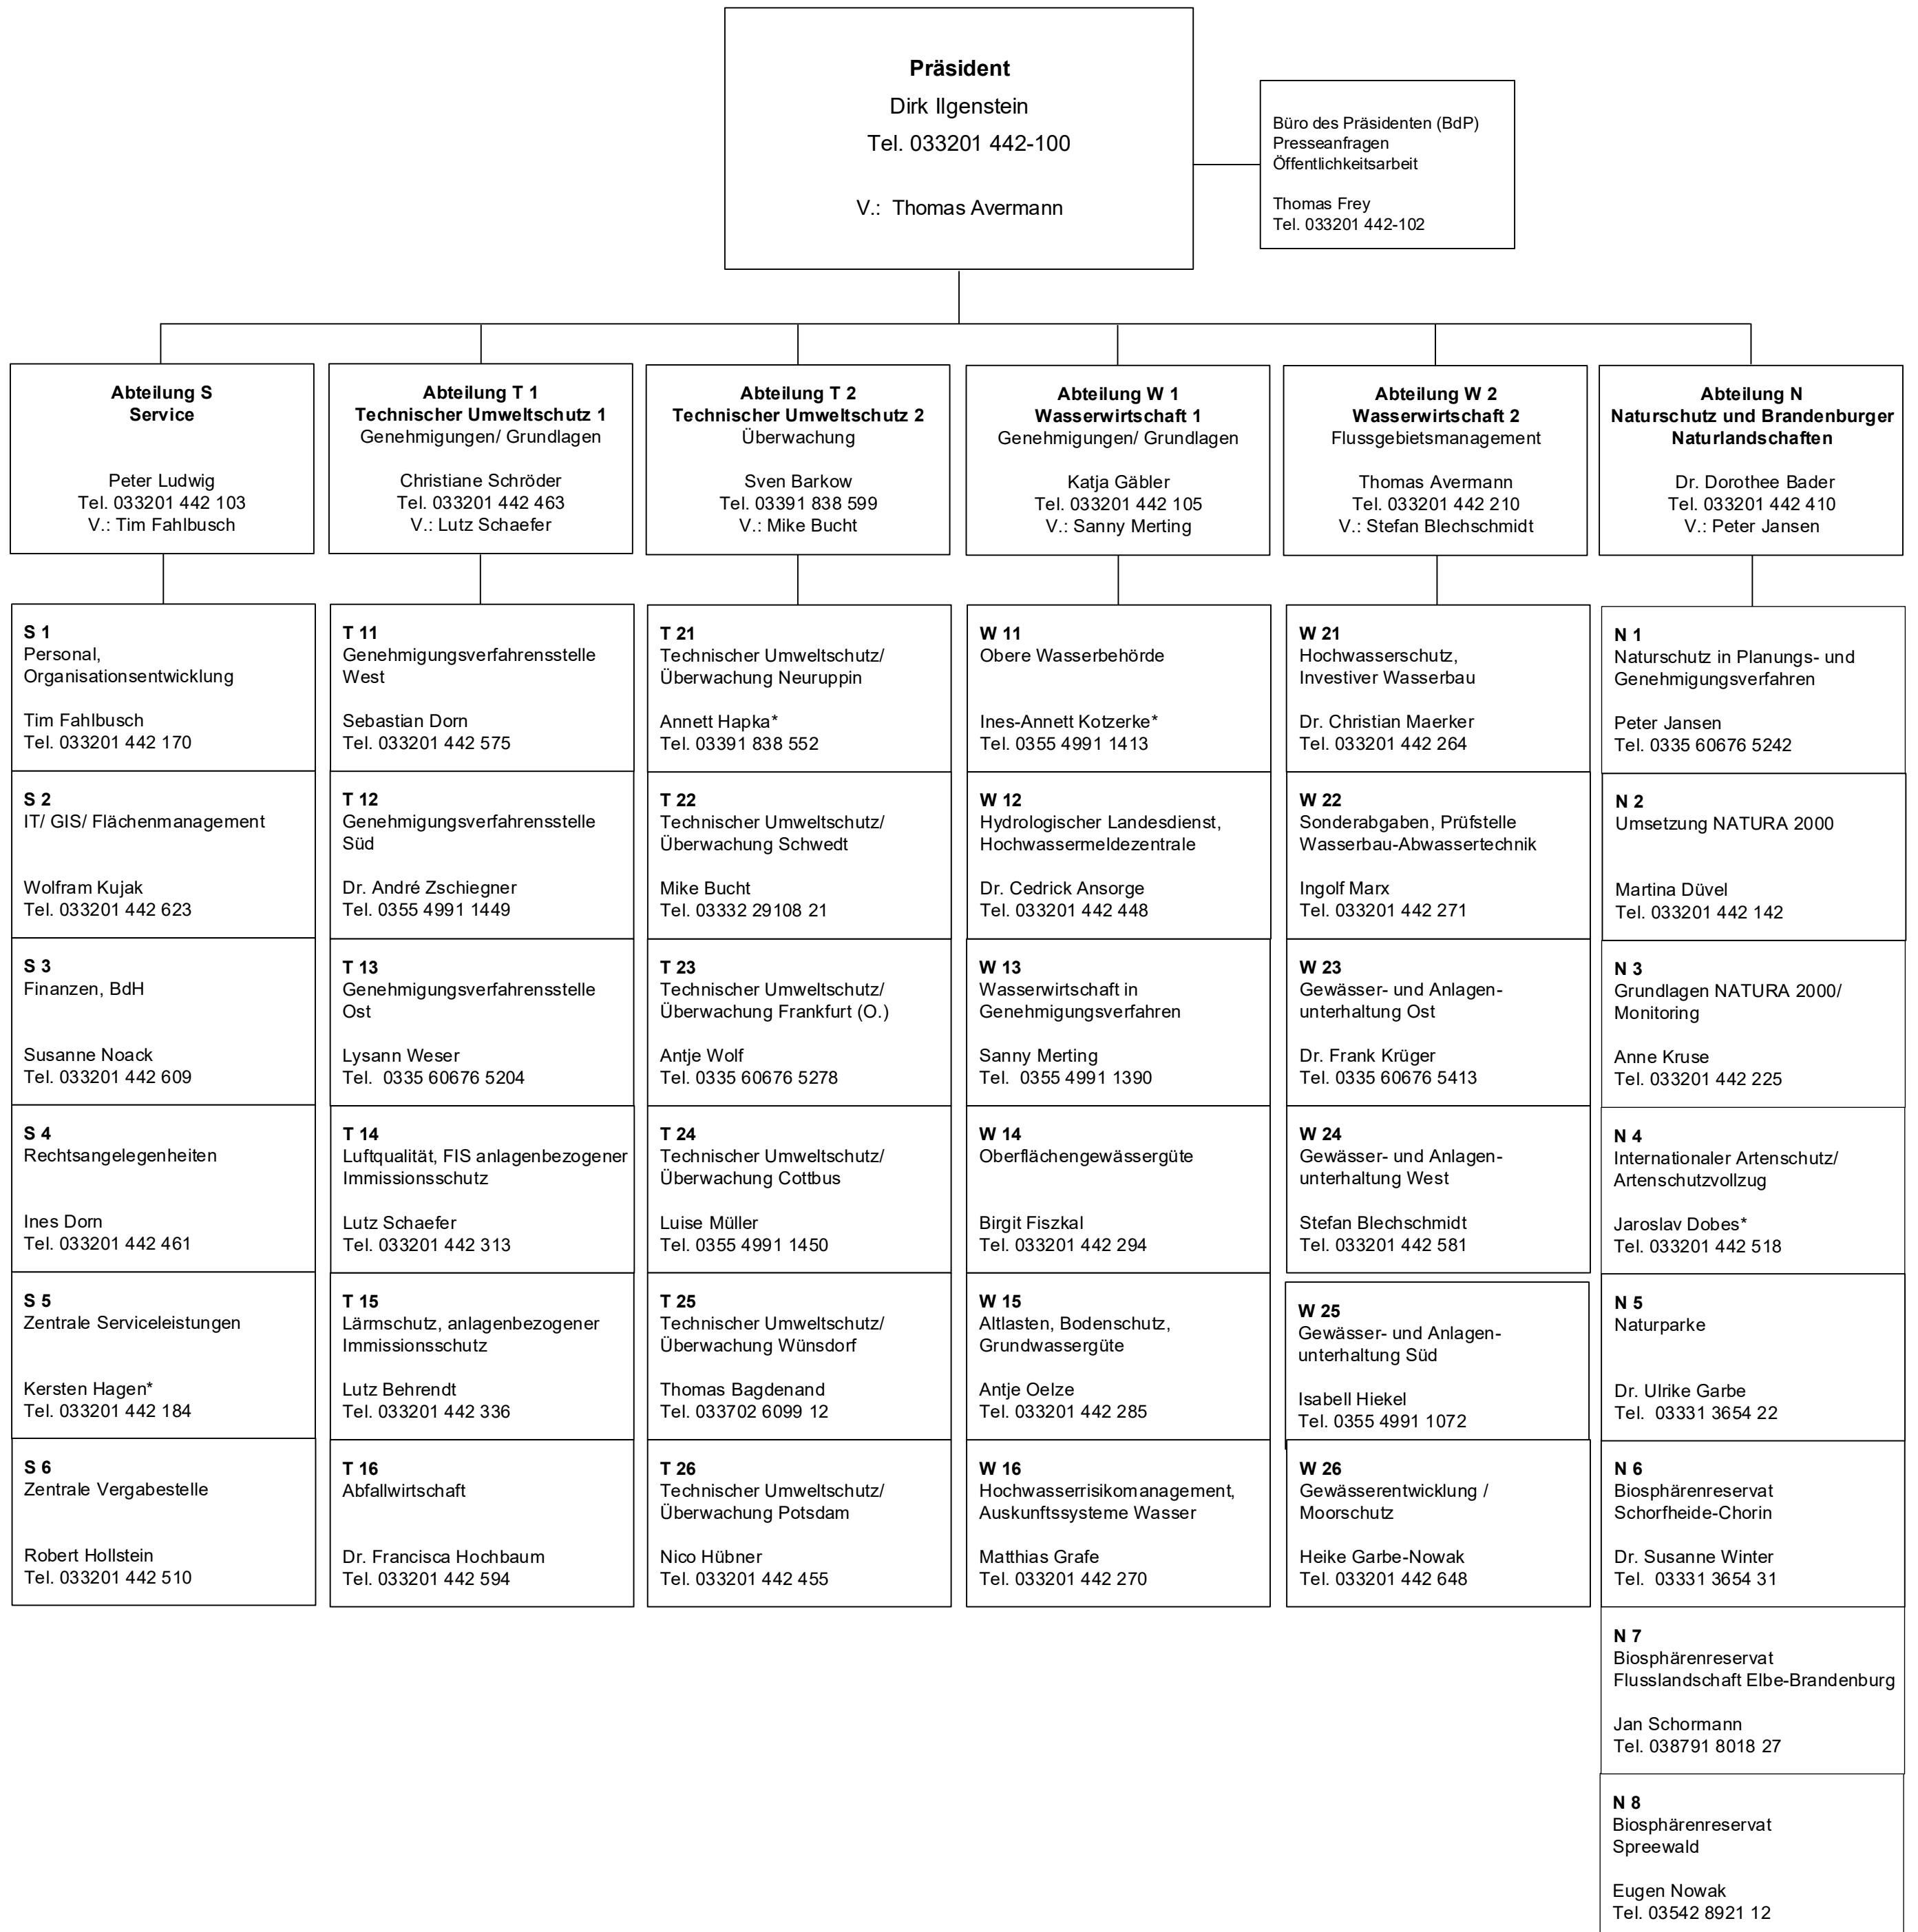 Präsident
Dirk Ilgenstein
Tel. 033201 442-100
V.: Thomas Avermann
Büro des Präsidenten (BdP)
Presseanfragen
Öffentlichkeitsarbeit
Thomas Frey
Tel. 033201 442-102
Abteilung S
Service
Peter Ludwig
Tel. 033201 442 103
V.: Tim Fahlbusch
Abteilung T 1
Technischer Umweltschutz 1
Genehmigungen/ Grundlagen
Christiane Schröder
Tel. 033201 442 463
V.: Lutz Schaefer
Abteilung T 2
Technischer Umweltschutz 2
Überwachung
Sven Barkow
Tel. 03391 838 599
V.: Mike Bucht
Abteilung W 1
Wasserwirtschaft 1
Genehmigungen/ Grundlagen
Katja Gäbler
Tel. 033201 442 105
V.: Sanny Merting
Abteilung W 2
Wasserwirtschaft 2
Flussgebietsmanagement
Thomas Avermann
Tel. 033201 442 210
V.: Stefan Blechschmidt
Abteilung N
Naturschutz und Brandenburger
Naturlandschaften
Dr. Dorothee Bader
Tel. 033201 442 410
V.: Peter Jansen
S 1
Personal,
Organisationsentwicklung
Tim Fahlbusch
Tel. 033201 442 170
S 2
IT/ GIS/ Flächenmanagement
Wolfram Kujak
Tel. 033201 442 623
S 3
Finanzen, BdH
Susanne Noack
Tel. 033201 442 609
S 4
Rechtsangelegenheiten
Ines Dorn
Tel. 033201 442 461
S 5
Zentrale Serviceleistungen
Kersten Hagen*
Tel. 033201 442 184
S 6
Zentrale Vergabestelle
Robert Hollstein
Tel. 033201 442 510
T 11
Genehmigungsverfahrensstelle
West
Sebastian Dorn
Tel. 033201 442 575
T 12
Genehmigungsverfahrensstelle
Süd
Dr. André Zschiegner
Tel. 0355 4991 1449
T 13
Genehmigungsverfahrensstelle
Ost
Lysann Weser
Tel. 0335 60676 5204
T 14
Luftqualität, FIS anlagenbezogener
Immissionsschutz
Lutz Schaefer
Tel. 033201 442 313
T 15
Lärmschutz, anlagenbezogener
Immissionsschutz
Lutz Behrendt
Tel. 033201 442 336
T 16
Abfallwirtschaft
Dr. Francisca Hochbaum
Tel. 033201 442 594
T 21
Technischer Umweltschutz/
Überwachung Neuruppin
Annett Hapka*
Tel. 03391 838 552
T 22
Technischer Umweltschutz/
Überwachung Schwedt
Mike Bucht
Tel. 03332 29108 21
T 23
Technischer Umweltschutz/
Überwachung Frankfurt (O.)
Antje Wolf
Tel. 0335 60676 5278
T 24
Technischer Umweltschutz/
Überwachung Cottbus
Luise Müller
Tel. 0355 4991 1450
T 25
Technischer Umweltschutz/
Überwachung Wünsdorf
Thomas Bagdenand
Tel. 033702 6099 12
T 26
Technischer Umweltschutz/
Überwachung Potsdam
Nico Hübner
Tel. 033201 442 455
W 11
Obere Wasserbehörde
Ines-Annett Kotzerke*
Tel. 0355 4991 1413
W 12
Hydrologischer Landesdienst,
Hochwassermeldezentrale
Dr. Cedrick Ansorge
Tel. 033201 442 448
W 13
Wasserwirtschaft in
Genehmigungsverfahren
Sanny Merting
Tel. 0355 4991 1390
W 14
Oberflächengewässergüte
Birgit Fiszkal
Tel. 033201 442 294
W 15
Altlasten, Bodenschutz,
Grundwassergüte
Antje Oelze
Tel. 033201 442 285
W 16
Hochwasserrisikomanagement,
Auskunftssysteme Wasser
Matthias Grafe
Tel. 033201 442 270
W 21
Hochwasserschutz,
Investiver Wasserbau
Dr. Christian Maerker
Tel. 033201 442 264
W 22
Sonderabgaben, Prüfstelle
Wasserbau-Abwassertechnik
Ingolf Marx
Tel. 033201 442 271
W 23
Gewässer- und Anlagen-
unterhaltung Ost
Dr. Frank Krüger
Tel. 0335 60676 5413
W 24
Gewässer- und Anlagen-
unterhaltung West
Stefan Blechschmidt
Tel. 033201 442 581
W 25
Gewässer- und Anlagen-
unterhaltung Süd
Isabell Hiekel
Tel. 0355 4991 1072
W 26
Gewässerentwicklung /
Moorschutz
Heike Garbe-Nowak
Tel. 033201 442 648
N 1
Naturschutz in Planungs- und
Genehmigungsverfahren
Peter Jansen
Tel. 0335 60676 5242
N 2
Umsetzung NATURA 2000
Martina Düvel
Tel. 033201 442 142
N 3
Grundlagen NATURA 2000/
Monitoring
Anne Kruse
Tel. 033201 442 225
N 4
Internationaler Artenschutz/
Artenschutzvollzug
Jaroslav Dobes*
Tel. 033201 442 518
N 5
Naturparke
Dr. Ulrike Garbe
Tel. 03331 3654 22
N 6
Biosphärenreservat
Schorfheide-Chorin
Dr. Susanne Winter
Tel. 03331 3654 31
N 7
Biosphärenreservat
Flusslandschaft Elbe-Brandenburg
Jan Schormann
Tel. 038791 8018 27
N 8
Biosphärenreservat
Spreewald
Eugen Nowak
Tel. 03542 8921 12